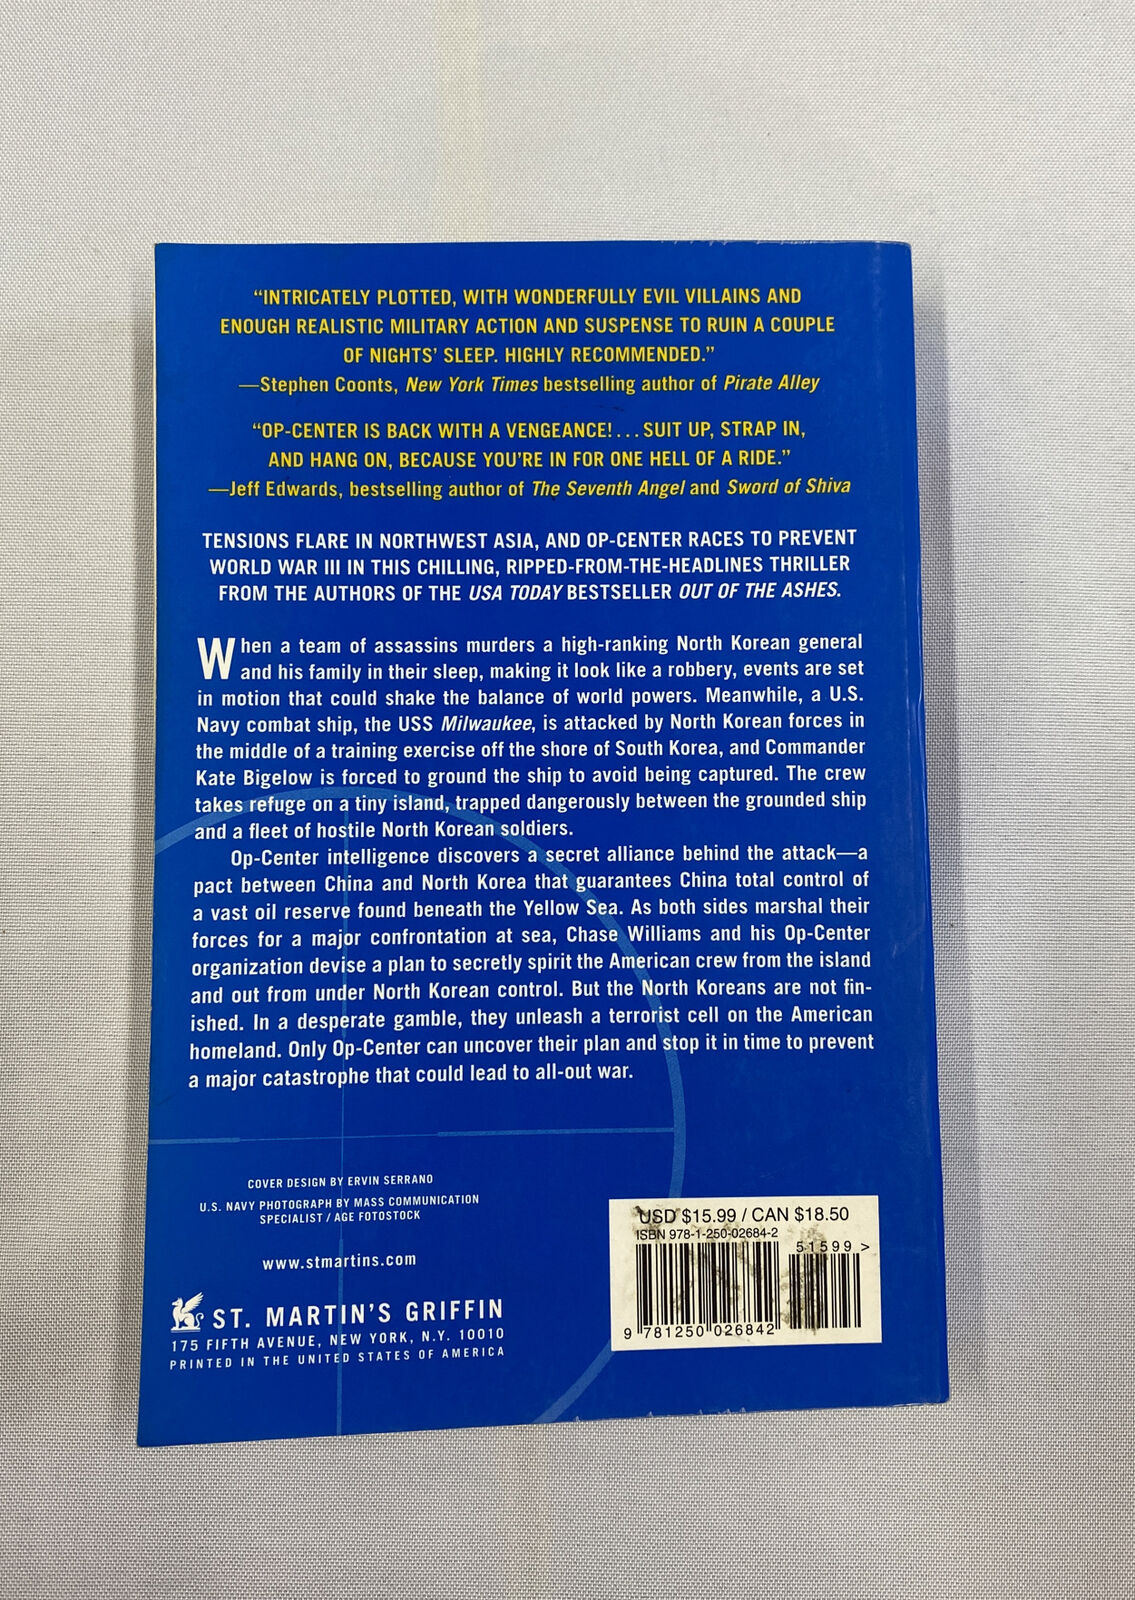 “INTRICATELY PLOTTED, WITH WONDERFULLY EVIL VILLAINS AND
ENOUGH REALISTIC MILITARY ACTION AND SUSPENSE TO RUIN A COUPLE
OF NIGHTS’ SLEEP. HIGHLY RECOMMENDED.”
—Stephen Coonts, New York Times bestselling author of Pirate Alley
“OP-CENTER IS BACK WITH A VENGEANCE!...SUIT UP, STRAP IN,
AND HANG ON, BECAUSE YOU’RE IN FOR ONE HELL OF A RIDE.”
—Jeff Edwards, bestselling author of The Seventh Angel and Sword of Shiva
TENSIONS FLARE IN NORTHWEST ASIA, AND OP-CENTER RACES TO PREVENT
WORLD WAR III IN THIS CHILLING, RIPPED-FROM-THE-HEADLINES THRILLER
FROM THE AUTHORS OF THE USA TODAY BESTSELLER OUT OF THE ASHES.
When a team of assassins murders a high-ranking North Korean general
and his family in their sleep, making it look like a robbery, events are set
in motion that could shake the balance of world powers. Meanwhile, a U.S.
Navy combat ship, the USS Milwaukee, is attacked by North Korean forces in
the middle of a training exercise off the shore of South Korea, and Commander
Kate Bigelow is forced to ground the ship to avoid being captured. The crew
takes refuge on a tiny island, trapped dangerously between the grounded ship
and a fleet of hostile North Korean soldiers.
Op-Center intelligence discovers a secret alliance behind the attack—a
pact between China and North Korea that guarantees China total control of
a vast oil reserve found beneath the Yellow Sea. As both sides marshal their
forces for a major confrontation at sea, Chase Williams and his Op-Center
organization devise a plan to secretly spirit the American crew from the island
and out from under North Korean control. But the North Koreans are not fin-
ished. In a desperate gamble, they unleash a terrorist cell on the American
homeland. Only Op-Center can uncover their plan and stop it in time to prevent
a major catastrophe that could lead to all-out war.
COVER DESIGN BY ERVIN SERRANO
U.S. NAVY PHOTOGRAPH BY MASS COMMUNICATION
SPECIALIST / AGE FOTOSTOCK
www.stmartins.com
ST. MARTIN’S GRIFFIN
175 FIFTH AVENUE, NEW YORK, N.Y. 10010
PRINTED IN THE UNITED STATES OF AMERICA
USD $15.99 / CAN $18.50
ISBN 978-1-250-02684-2
51599>
9 781250 026842